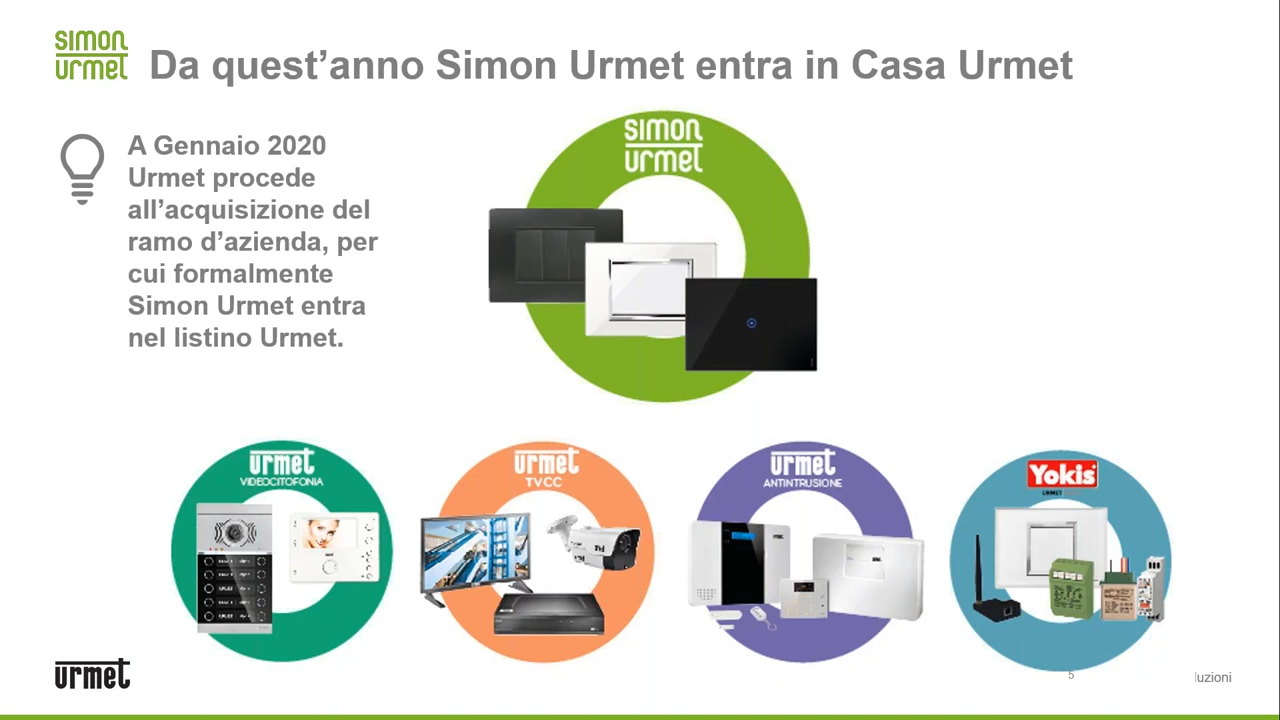 simon
urmet
Da quest’anno Simon Urmet entra in Casa Urmet
A Gennaio 2020
Urmet procede
all’acquisizione del
ramo d’azienda, per
cui formalmente
Simon Urmet entra
nel listino Urmet.
simon
urmet
urmet
VIDEOCITOFONIA
urmet
TVCC
urmet
ANTINTRUSIONE
Yokis
URMET
urmet
5
luzioni